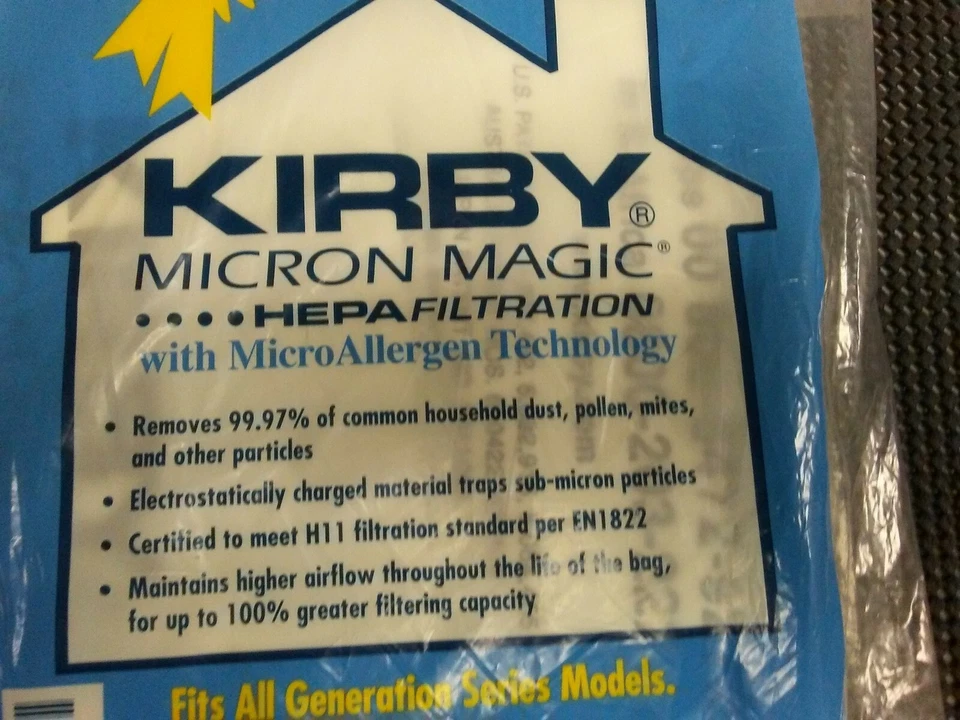 KIRBY®
MICRON MAGIC®
••••HEPAFILTRATION
with MicroAllergen Technology
• Removes 99.97% of common household dust, pollen, mites,
and other particles
• Electrostatically charged material traps sub-micron particles
• Certified to meet H11 filtration standard per EN1822
• Maintains higher airflow throughout the life of the bag,
for up to 100% greater filtering capacity
Fits All Generation Series Models.